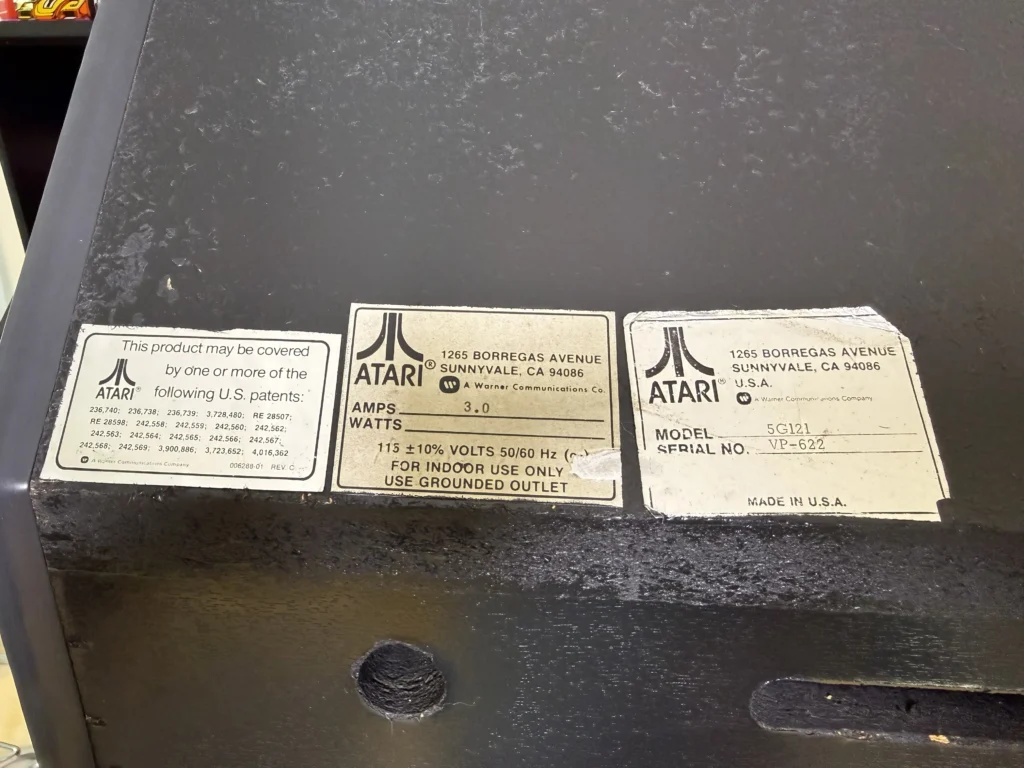 This product may be covered
by one or more of the
following U.S. patents:
ATARI®
236,740; 236,738; 236,739; 3,728,480; RE 28507;
RE 28598; 242,558; 242,559; 242,560; 242,562;
242,563; 242,564; 242,565; 242,566; 242,567;
242,568; 242,569; 3,900,886; 3,723,652; 4,016,362
A Warner Communications Company
006288-01 REV C
ATARI®
1265 BORREGAS AVENUE
SUNNYVALE, CA 94086
A Warner Communications Co.
AMPS 3.0
WATTS
115 ±10% VOLTS 50/60 Hz
FOR INDOOR USE ONLY
USE GROUNDED OUTLET
ATARI®
1265 BORREGAS AVENUE
SUNNYVALE, CA 94086
U.S.A.
A Warner Communications Company
MODEL 5G121
SERIAL NO. VP-622
MADE IN U.S.A.